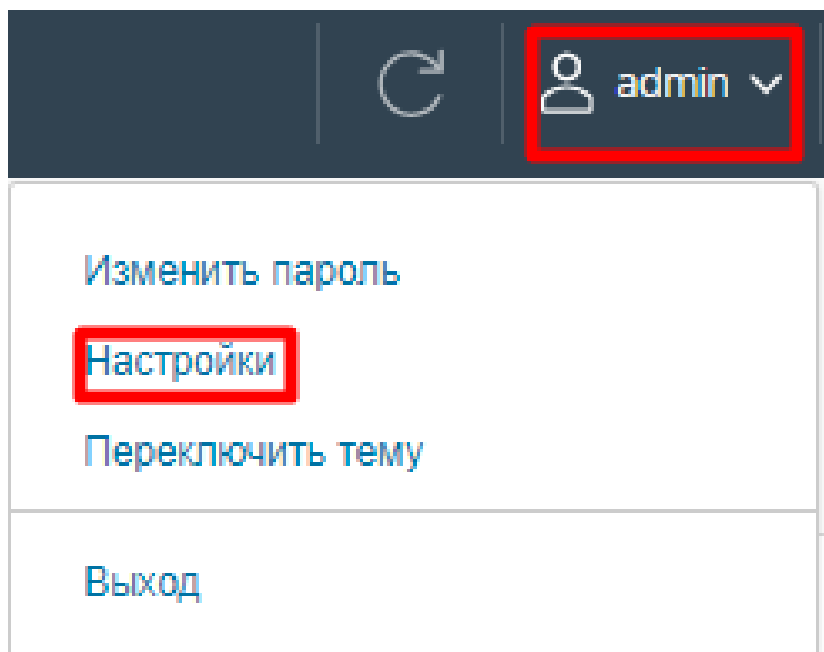 admin
Изменить пароль
Настройки
Переключить тему
Выход